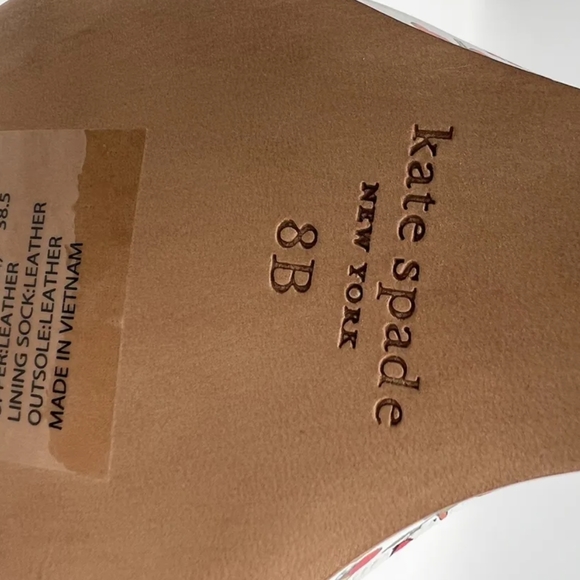 kate spade
NEW YORK
8B
38.5
LINING SOCK:LEATHER
OUTSOLE:LEATHER
MADE IN VIETNAM